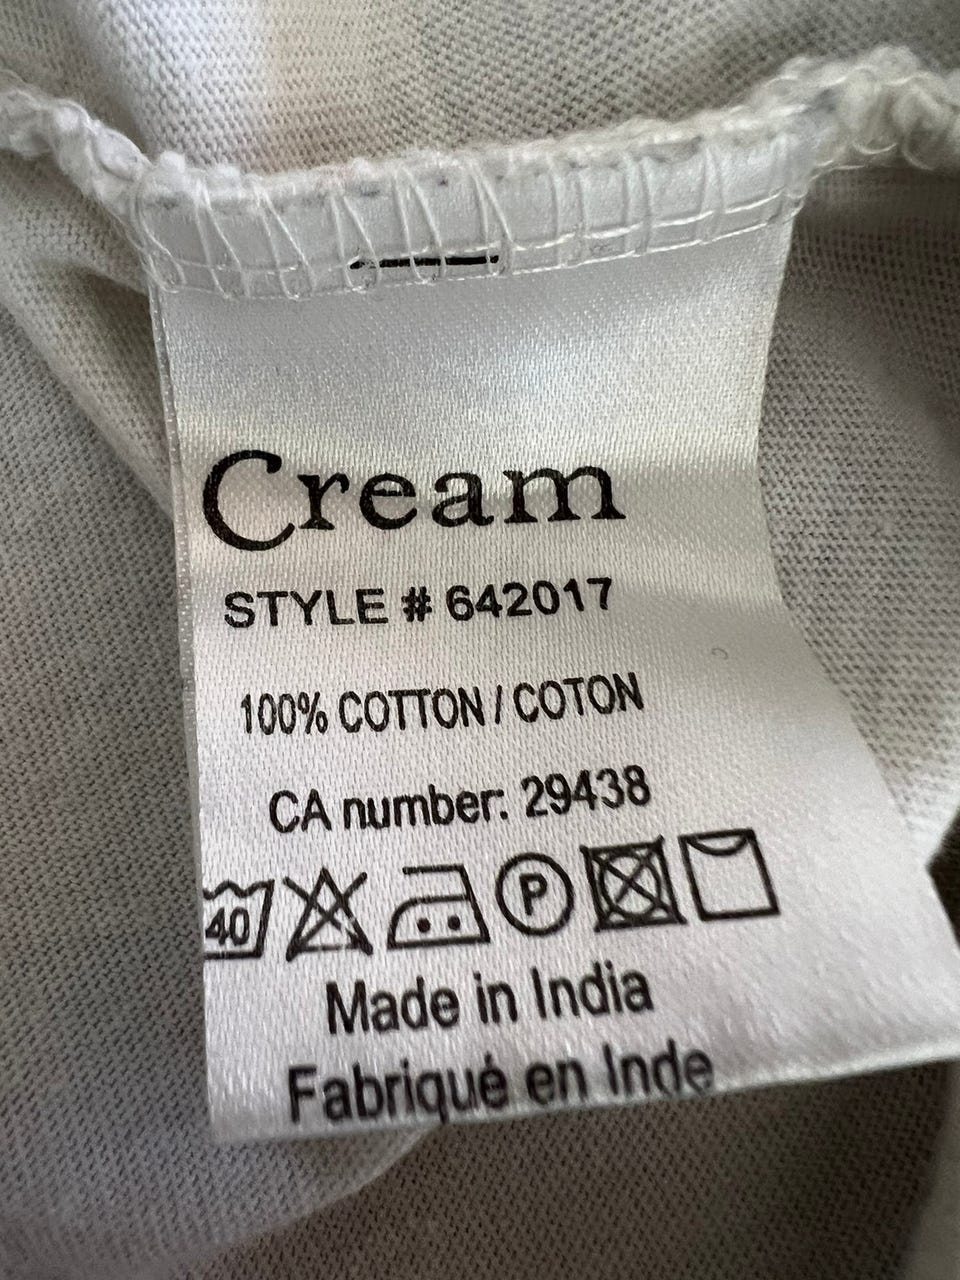 Cream
STYLE # 642017
100% COTTON / COTON
CA number: 29438
40 P
Made in India
Fabriqué en Inde